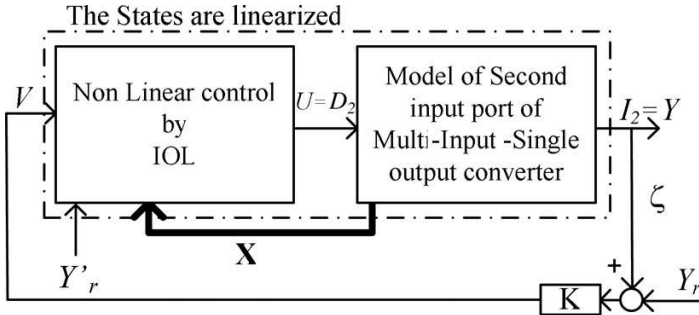 The States are linearized
V
Non Linear control
by
IOL
U=D₂
Model of Second
input port of
Multi-Input -Single
output converter
I₂=Y
ζ
X
Y'ᵣ
+
K
Yᵣ